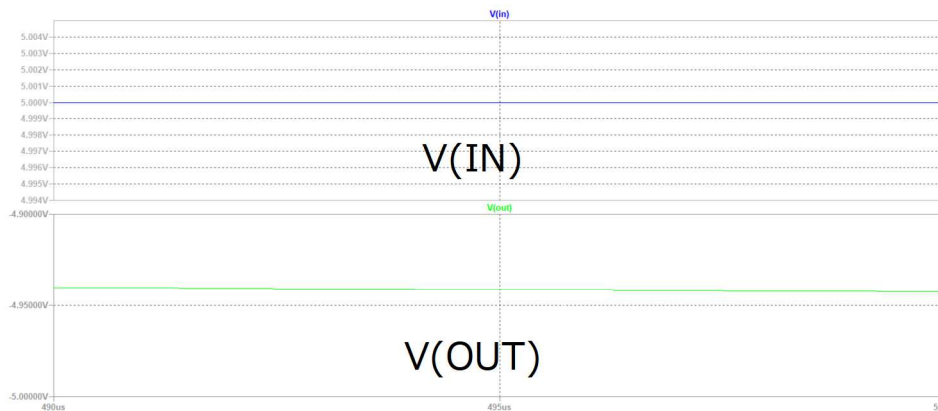 V(in)
5.004V
5.003V
5.002V
5.001V
5.000V
4.999V
4.998V
4.997V
4.996V
4.995V
4.994V
V(IN)
V(out)
-4.90000V
-4.95000V
-5.00000V
V(OUT)
490us
495us
5